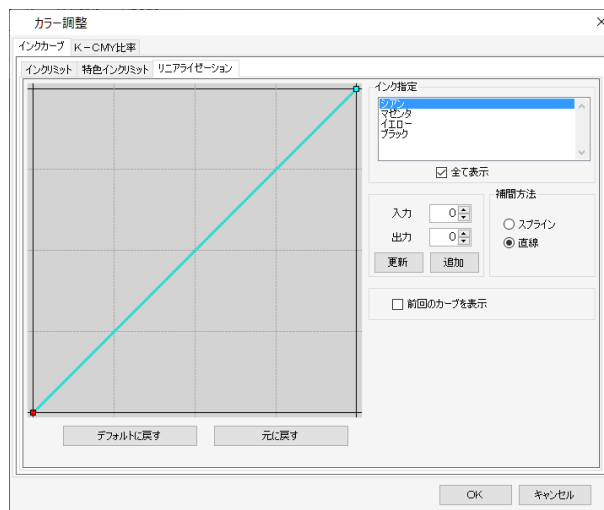 カラー調整
インクカーブ K－CMY比率
インクリミット 特色インクリミット リニアライゼーション
インク指定
シアン
マゼンタ
イエロー
ブラック
全て表示
入力 0
出力 0
更新 追加
補間方法
スプライン
直線
前回のカーブを表示
デフォルトに戻す 元に戻す
OK キャンセル